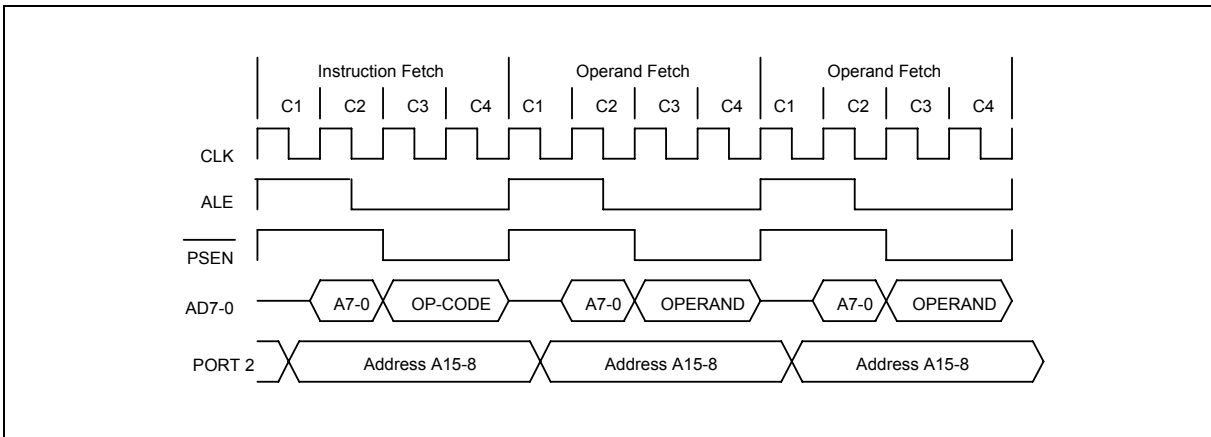 Instruction Fetch Operand Fetch Operand Fetch
C1 C2 C3 C4 C1 C2 C3 C4 C1 C2 C3 C4
CLK
ALE
PSEN
AD7-0 A7-0 OP-CODE A7-0 OPERAND A7-0 OPERAND
PORT 2 Address A15-8 Address A15-8 Address A15-8